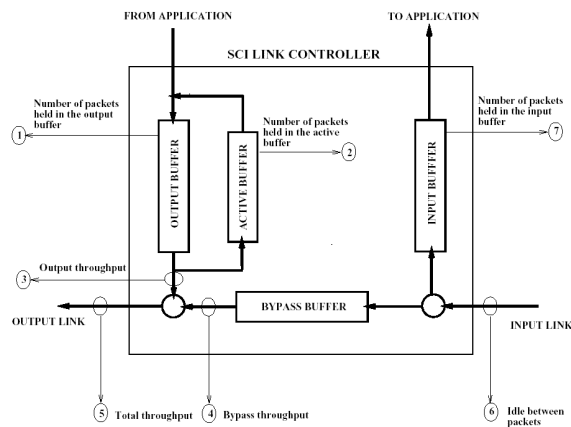 FROM APPLICATION
TO APPLICATION
SCI LINK CONTROLLER
Number of packets
held in the output
buffer
1
Number of packets
held in the active
buffer
2
Number of packets
held in the input
buffer
7
OUTPUT BUFFER
ACTIVE BUFFER
INPUT BUFFFER
3
Output throughput
BYPASS BUFFER
OUTPUT LINK
INPUT LINK
5
Total throughput
4
Bypass throughput
6
Idle between
packets